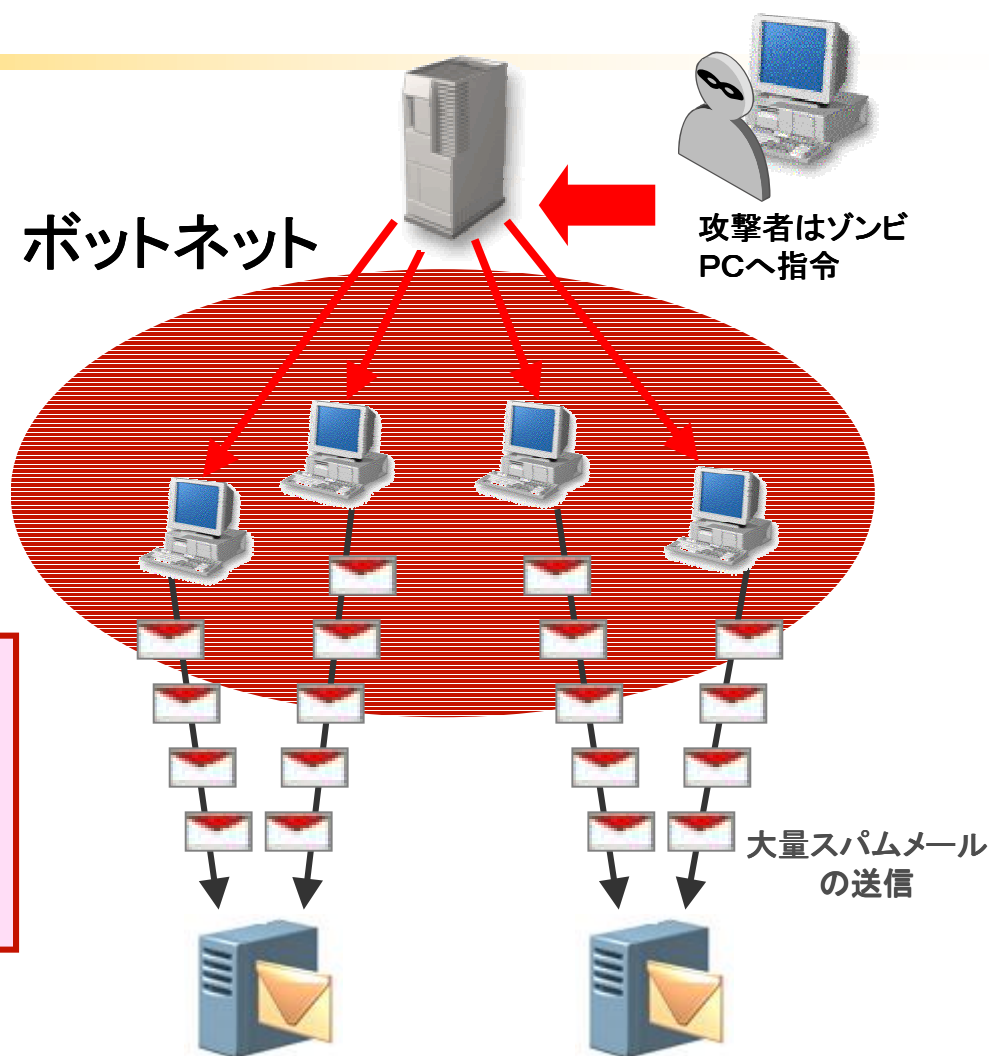 ボットネット
攻撃者はゾンビ
PCへ指令
大量スパムメール
の送信